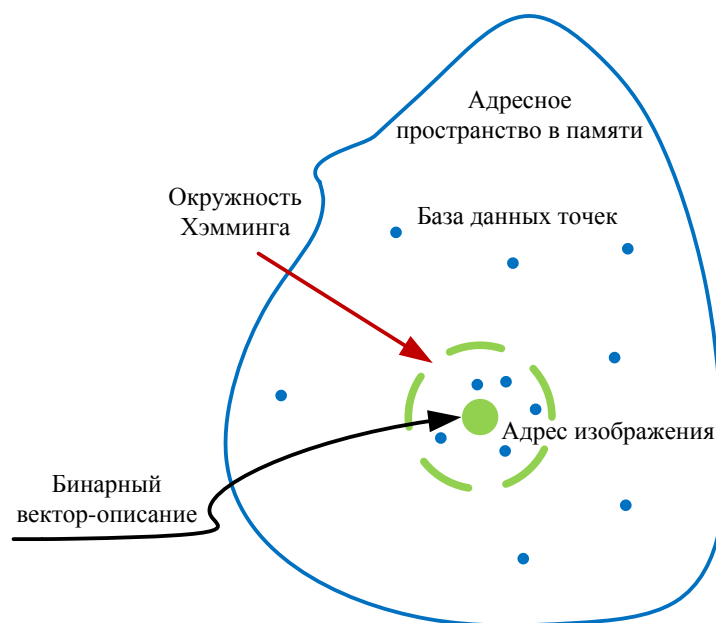 Адресное
пространство в памяти
Окружность
Хэмминга
База данных точек
Адрес изображения
Бинарный
вектор-описание